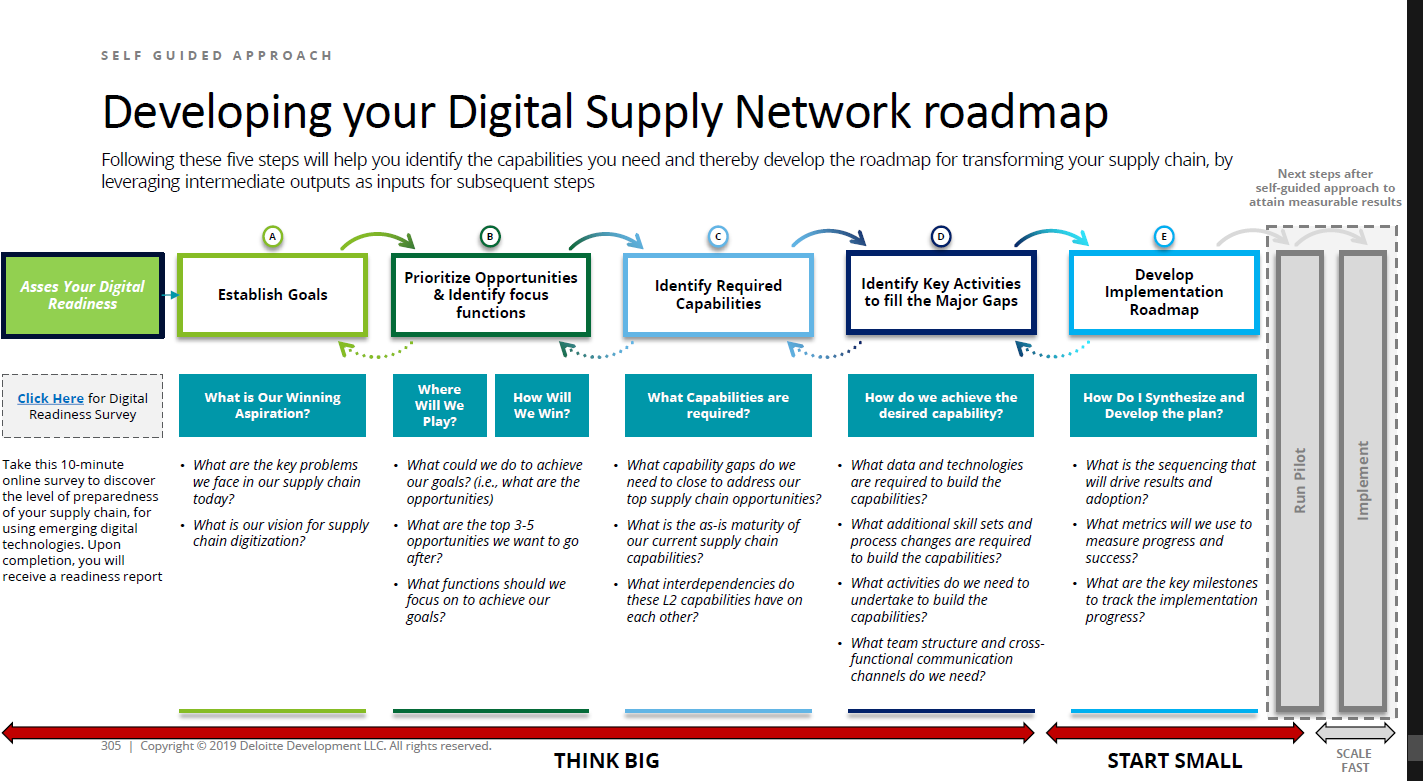 SELF GUIDED APPROACH
Developing your Digital Supply Network roadmap
Following these five steps will help you identify the capabilities you need and thereby develop the roadmap for transforming your supply chain, by
leveraging intermediate outputs as inputs for subsequent steps
Next steps after
self-guided approach to
attain measurable results
Asses Your Digital
Readiness
A
Establish Goals
B
Prioritize Opportunities
& Identify focus
functions
C
Identify Required
Capabilities
D
Identify Key Activities
to fill the Major Gaps
E
Develop
Implementation
Roadmap
Click Here for Digital
Readiness Survey
Take this 10-minute
online survey to discover
the level of preparedness
of your supply chain, for
using emerging digital
technologies. Upon
completion, you will
receive a readiness report
What is Our Winning
Aspiration?
• What are the key problems
we face in our supply chain
today?
• What is our vision for supply
chain digitization?
Where
Will We
Play?
How Will
We Win?
• What could we do to achieve
our goals? (i.e., what are the
opportunities)
• What are the top 3-5
opportunities we want to go
after?
• What functions should we
focus on to achieve our
goals?
What Capabilities are
required?
• What capability gaps do we
need to close to address our
top supply chain opportunities?
• What is the as-is maturity of
our current supply chain
capabilities?
• What interdependencies do
these L2 capabilities have on
each other?
How do we achieve the
desired capability?
• What data and technologies
are required to build the
capabilities?
• What additional skill sets and
process changes are required
to build the capabilities?
• What activities do we need to
undertake to build the
capabilities?
• What team structure and cross-
functional communication
channels do we need?
How Do I Synthesize and
Develop the plan?
• What is the sequencing that
will drive results and
adoption?
• What metrics will we use to
measure progress and
success?
• What are the key milestones
to track the implementation
progress?
Run Pilot
Implement
305 | Copyright © 2019 Deloitte Development LLC. All rights reserved.
THINK BIG
START SMALL
SCALE
FAST